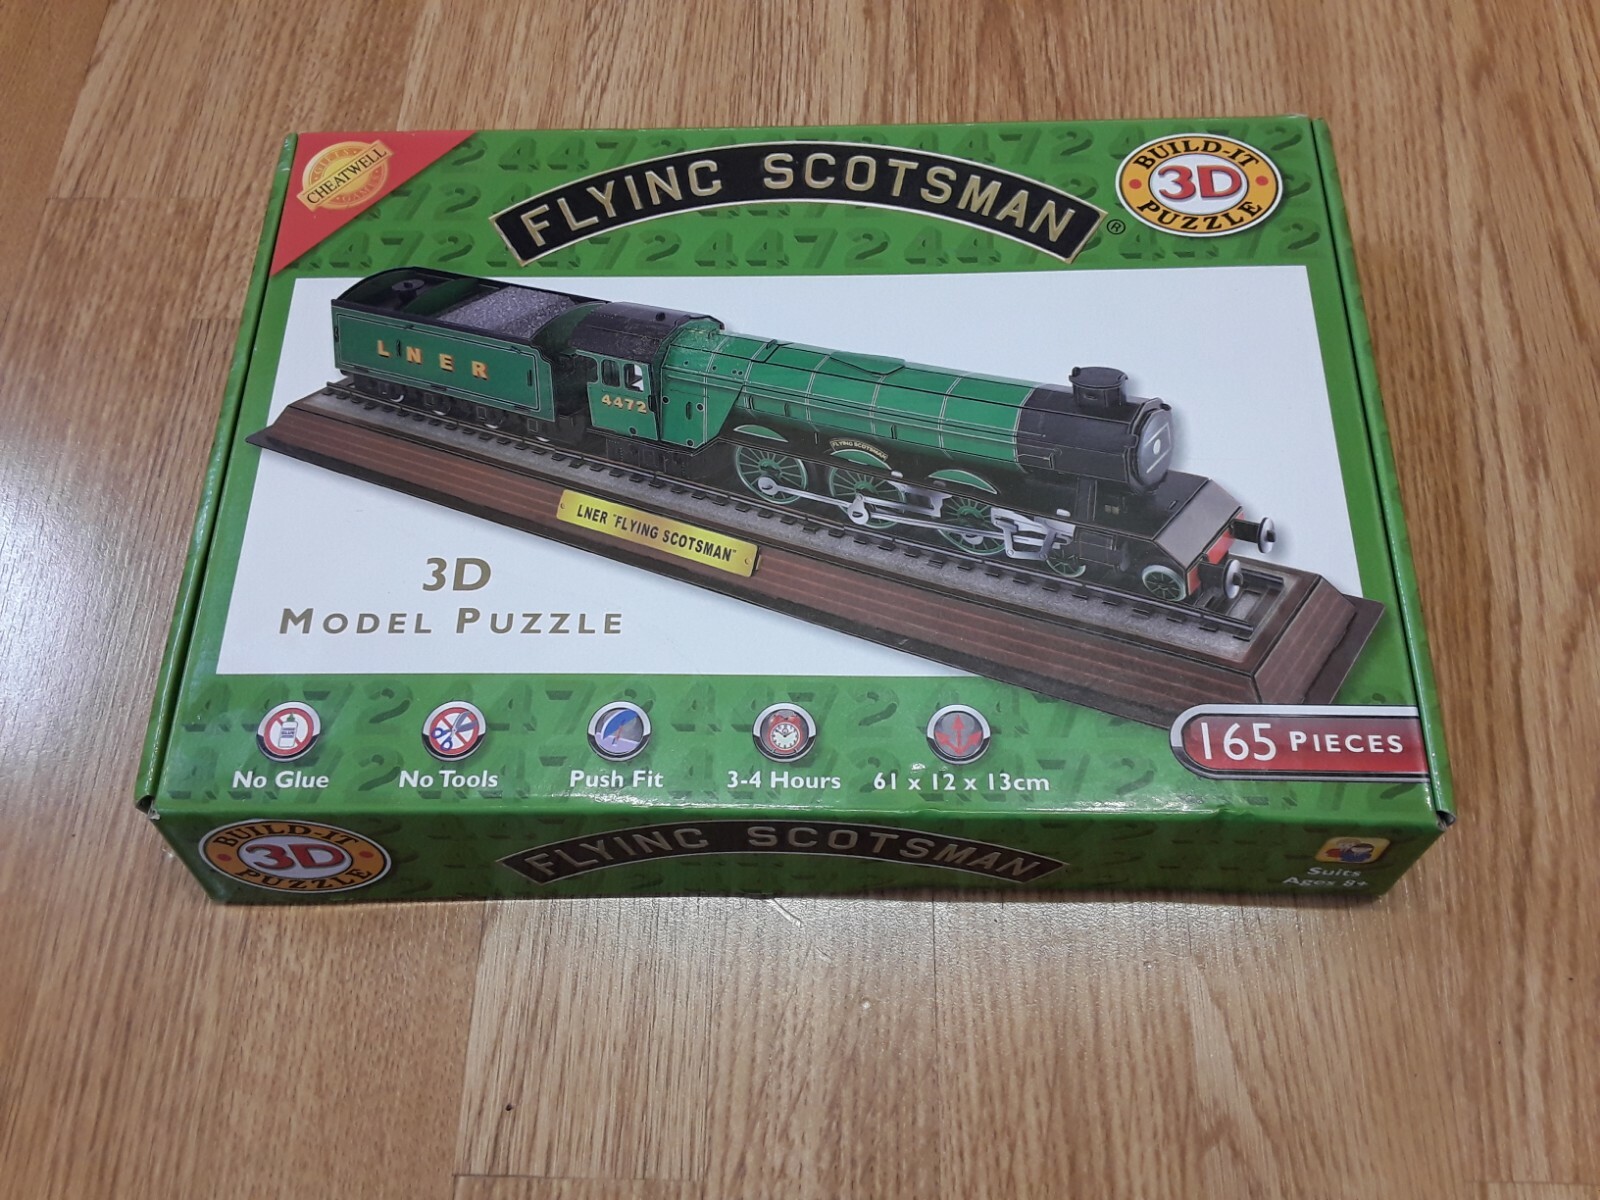 CHEATWELL
FLYING SCOTSMAN
®
BUILD-IT
3D
PUZZLE
LNER
4472
FLYING SCOTSMAN
LNER "FLYING SCOTSMAN"
3D
MODEL PUZZLE
No Glue
No Tools
Push Fit
3-4 Hours
61 x 12 x 13cm
165 PIECES
BUILD-IT
3D
PUZZLE
FLYING SCOTSMAN
Suits
Ages 8+